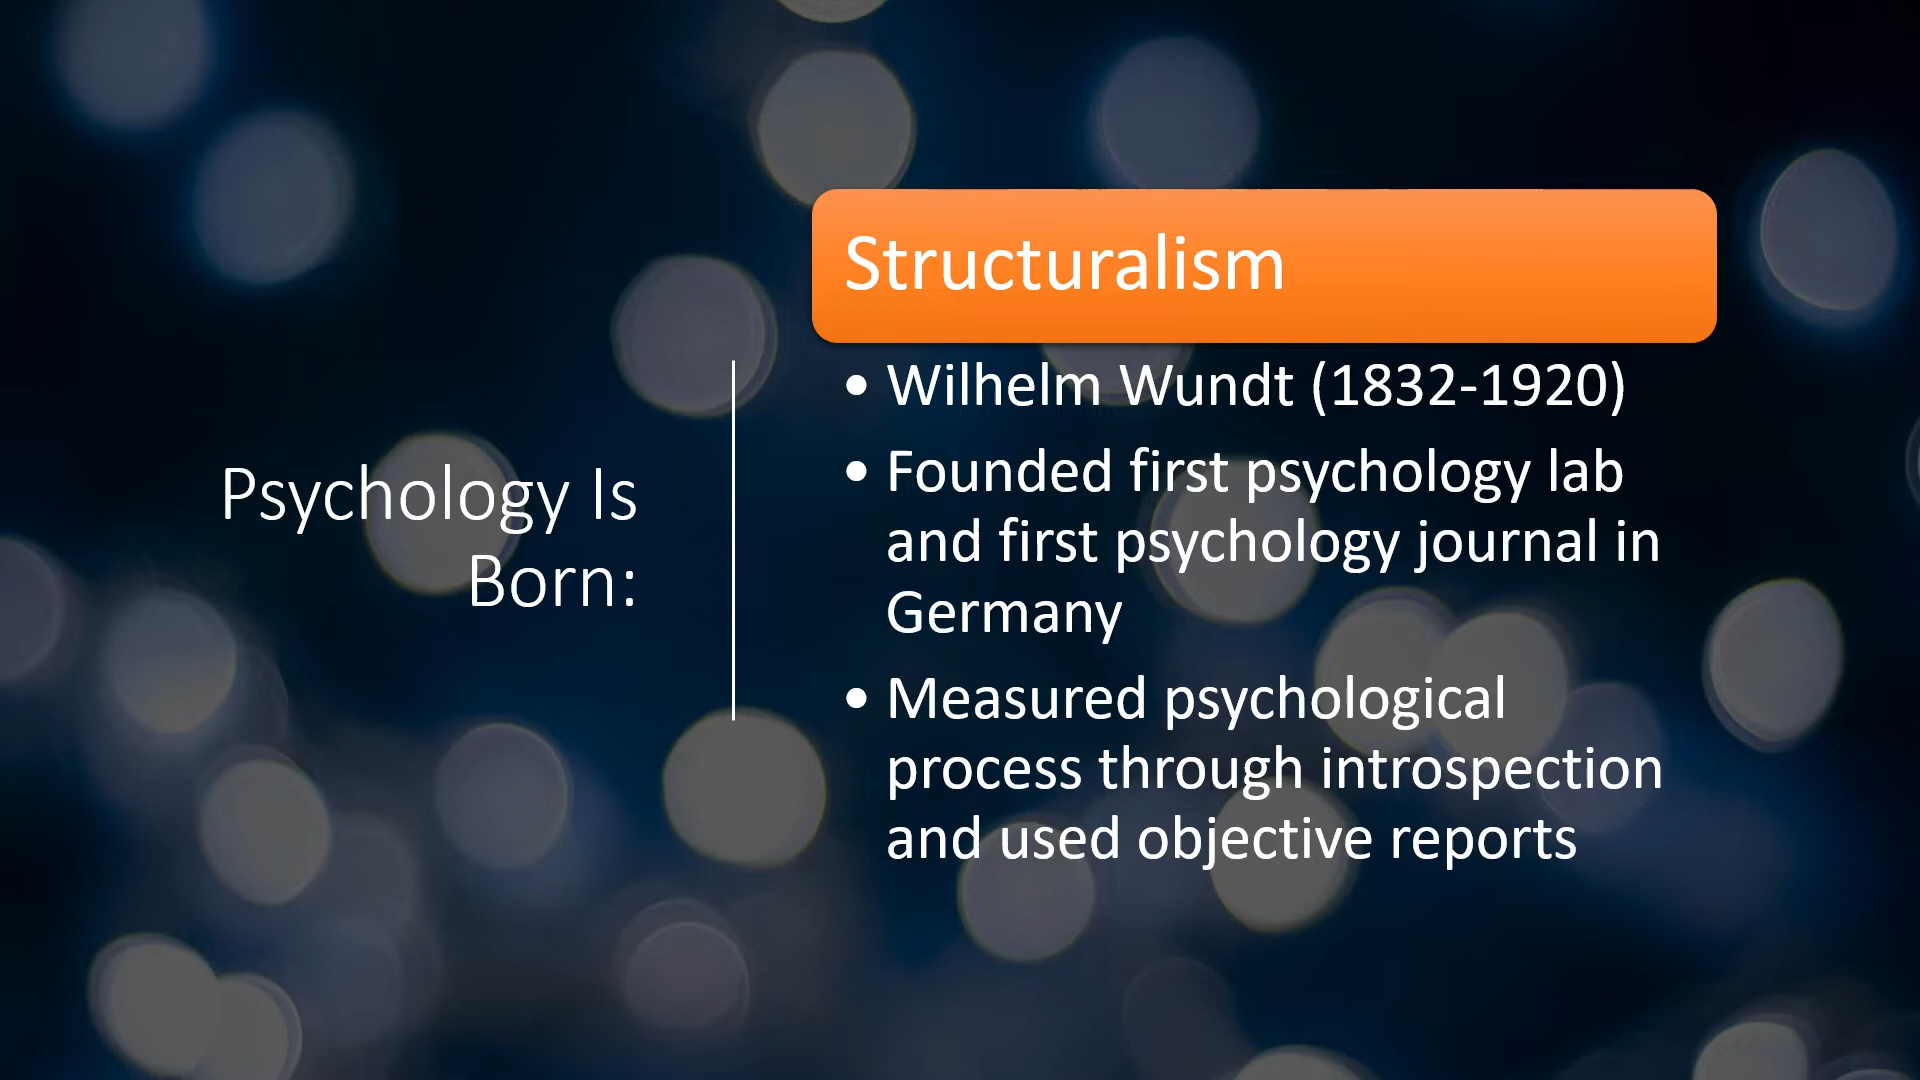 Psychology Is
Born:
Structuralism
• Wilhelm Wundt (1832-1920)
• Founded first psychology lab
and first psychology journal in
Germany
• Measured psychological
process through introspection
and used objective reports